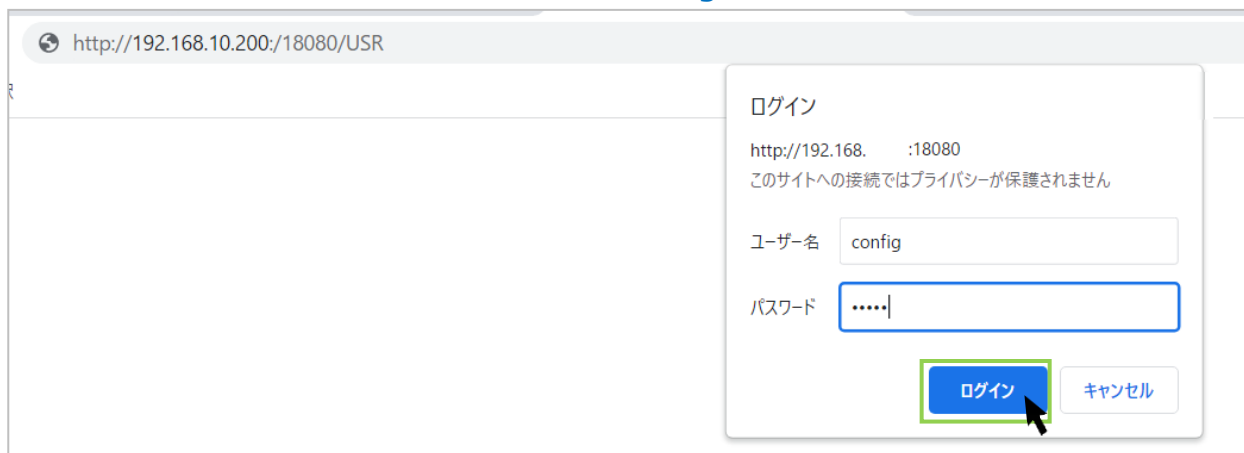 http://192.168.10.200:/18080/USR
ログイン
http://192.168. :18080
このサイトへの接続ではプライバシーが保護されません
ユーザー名 config
パスワード •••••
ログイン キャンセル